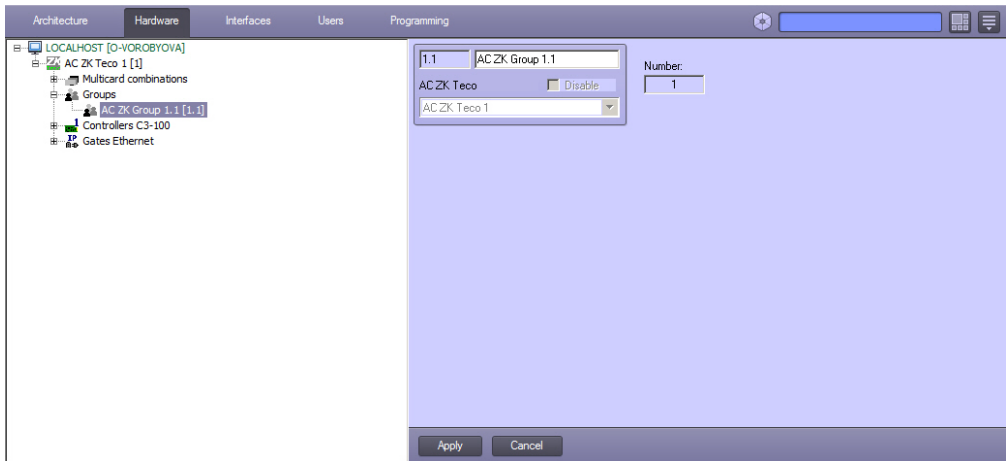 Architecture Hardware Interfaces Users Programming
LOCALHOST [O-VOROBYOVA]
AC ZK Teco 1 [1]
Multicard combinations
Groups
AC ZK Group 1.1 [1.1]
Controllers C3-100
Gates Ethernet
1.1 AC ZK Group 1.1
AC ZK Teco Disable
AC ZK Teco 1
Number:
1
Apply Cancel